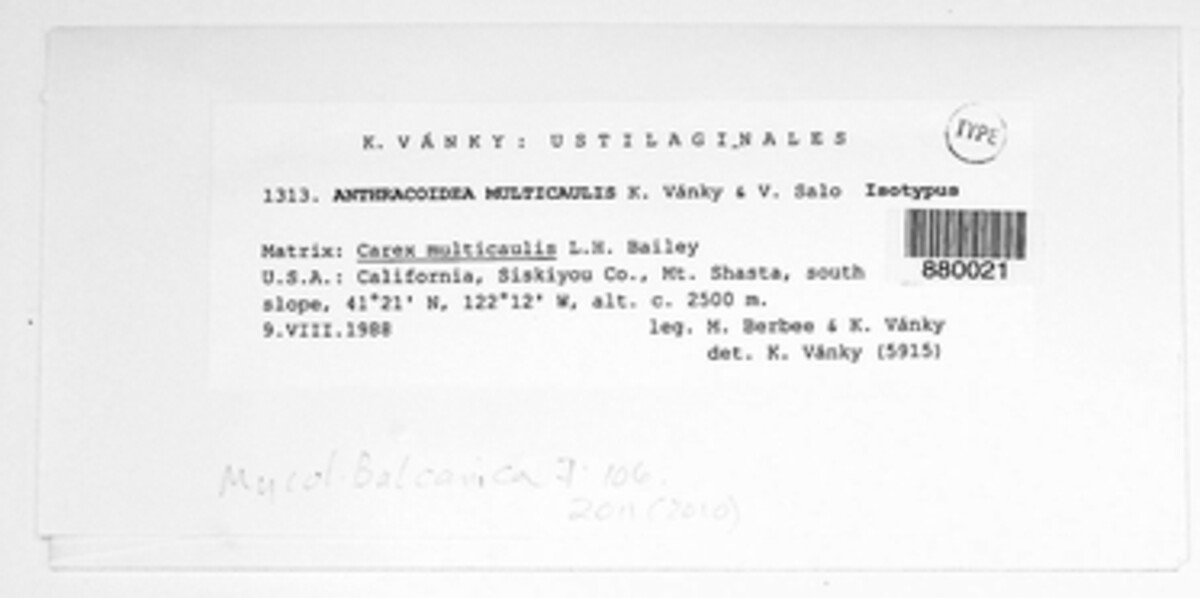 K. VÁNKY: USTILAGINALES
TYPE
1313. ANTHRACOIDEA MULTICAULIS K. Vánky & V. Salo Isotypus
Matrix: Carex multicaulis L.H. Bailey
880021
U.S.A.: California, Siskiyou Co., Mt. Shasta, south
slope, 41°21' N, 122°12' W, alt. c. 2500 m.
9.VIII.1988 leg. M. Berbee & K. Vánky
det. K. Vánky (5915)
Mycol. Balcanica 7: 106.
2011 (2010)